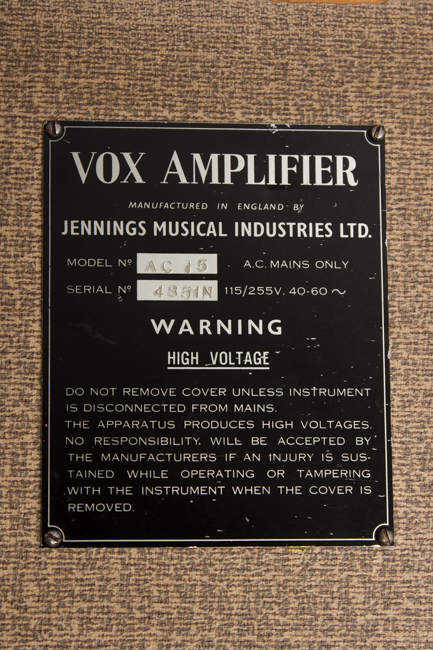 VOX AMPLIFIER
MANUFACTURED IN ENGLAND BY
JENNINGS MUSICAL INDUSTRIES LTD.
MODEL Nº AC 15 A.C. MAINS ONLY
SERIAL Nº 115/255V. 40-60 ~
WARNING
HIGH VOLTAGE
DO NOT REMOVE COVER UNLESS INSTRUMENT
IS DISCONNECTED FROM MAINS.
THE APPARATUS PRODUCES HIGH VOLTAGES.
NO RESPONSIBILITY. WILL BE ACCEPTED BY
THE MANUFACTURERS IF AN INJURY IS SUS-
TAINED WHILE OPERATING OR TAMPERING
WITH THE INSTRUMENT WHEN THE COVER IS
REMOVED.